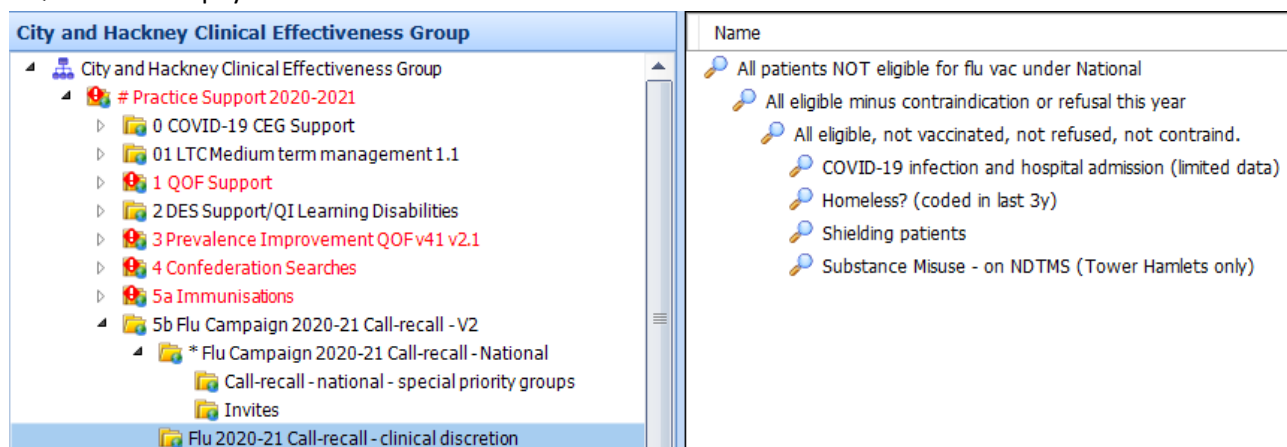 City and Hackney Clinical Effectiveness Group
City and Hackney Clinical Effectiveness Group
# Practice Support 2020-2021
0 COVID-19 CEG Support
01 LTC Medium term management 1.1
1 QOF Support
2 DES Support/QI Learning Disabilities
3 Prevalence Improvement QOF v41 v2.1
4 Confederation Searches
5a Immunisations
5b Flu Campaign 2020-21 Call-recall - V2
* Flu Campaign 2020-21 Call-recall - National
Call-recall - national - special priority groups
Invites
Flu 2020-21 Call-recall - clinical discretion
Name
All patients NOT eligible for flu vac under National
All eligible minus contraindication or refusal this year
All eligible, not vaccinated, not refused, not contraind.
COVID-19 infection and hospital admission (limited data)
Homeless? (coded in last 3y)
Shielding patients
Substance Misuse - on NDTMS (Tower Hamlets only)